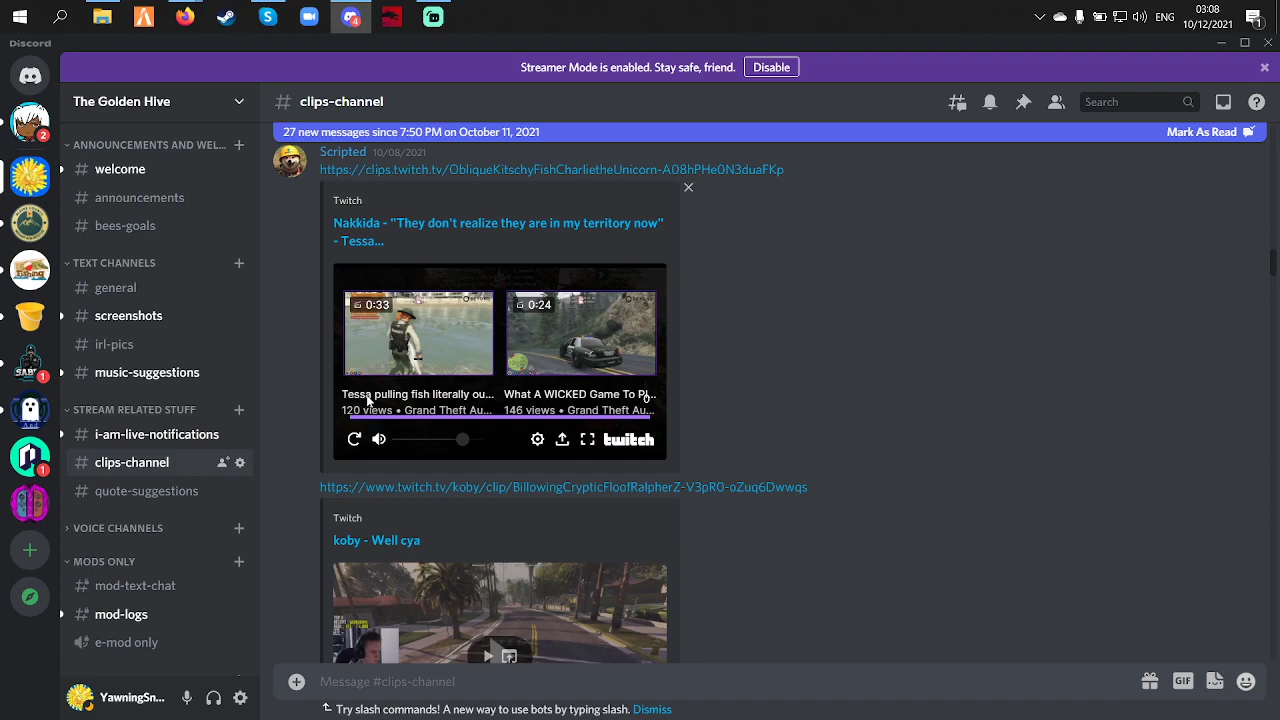 ENG
03:08
10/12/2021
1
4
Discord
Streamer Mode is enabled. Stay safe, friend.
Disable
The Golden Hive
clips-channel
Search
27 new messages since 7:50 PM on October 11, 2021
Mark As Read
2
1
1
ANNOUNCEMENTS AND WEL...
welcome
announcements
bees-goals
TEXT CHANNELS
general
screenshots
irl-pics
music-suggestions
STREAM RELATED STUFF
i-am-live-notifications
clips-channel
quote-suggestions
VOICE CHANNELS
MODS ONLY
mod-text-chat
mod-logs
e-mod only
YawningSn...
Scripted 10/08/2021
https://clips.twitch.tv/ObliqueKitschyFishCharlietheUnicorn-A08hPHe0N3duaFKp
Twitch
Nakkida - "They don't realize they are in my territory now"
- Tessa...
0:33
0:24
Tessa pulling fish literally ou...
120 views • Grand Theft Au...
What A WICKED Game To Pl...
146 views • Grand Theft Au...
twitch
https://www.twitch.tv/koby/clip/BillowingCrypticFloofRalpherZ-V3pR0-oZuq6Dwwqs
Twitch
koby - Well cya
Message #clips-channel
GIF
Try slash commands! A new way to use bots by typing slash. Dismiss